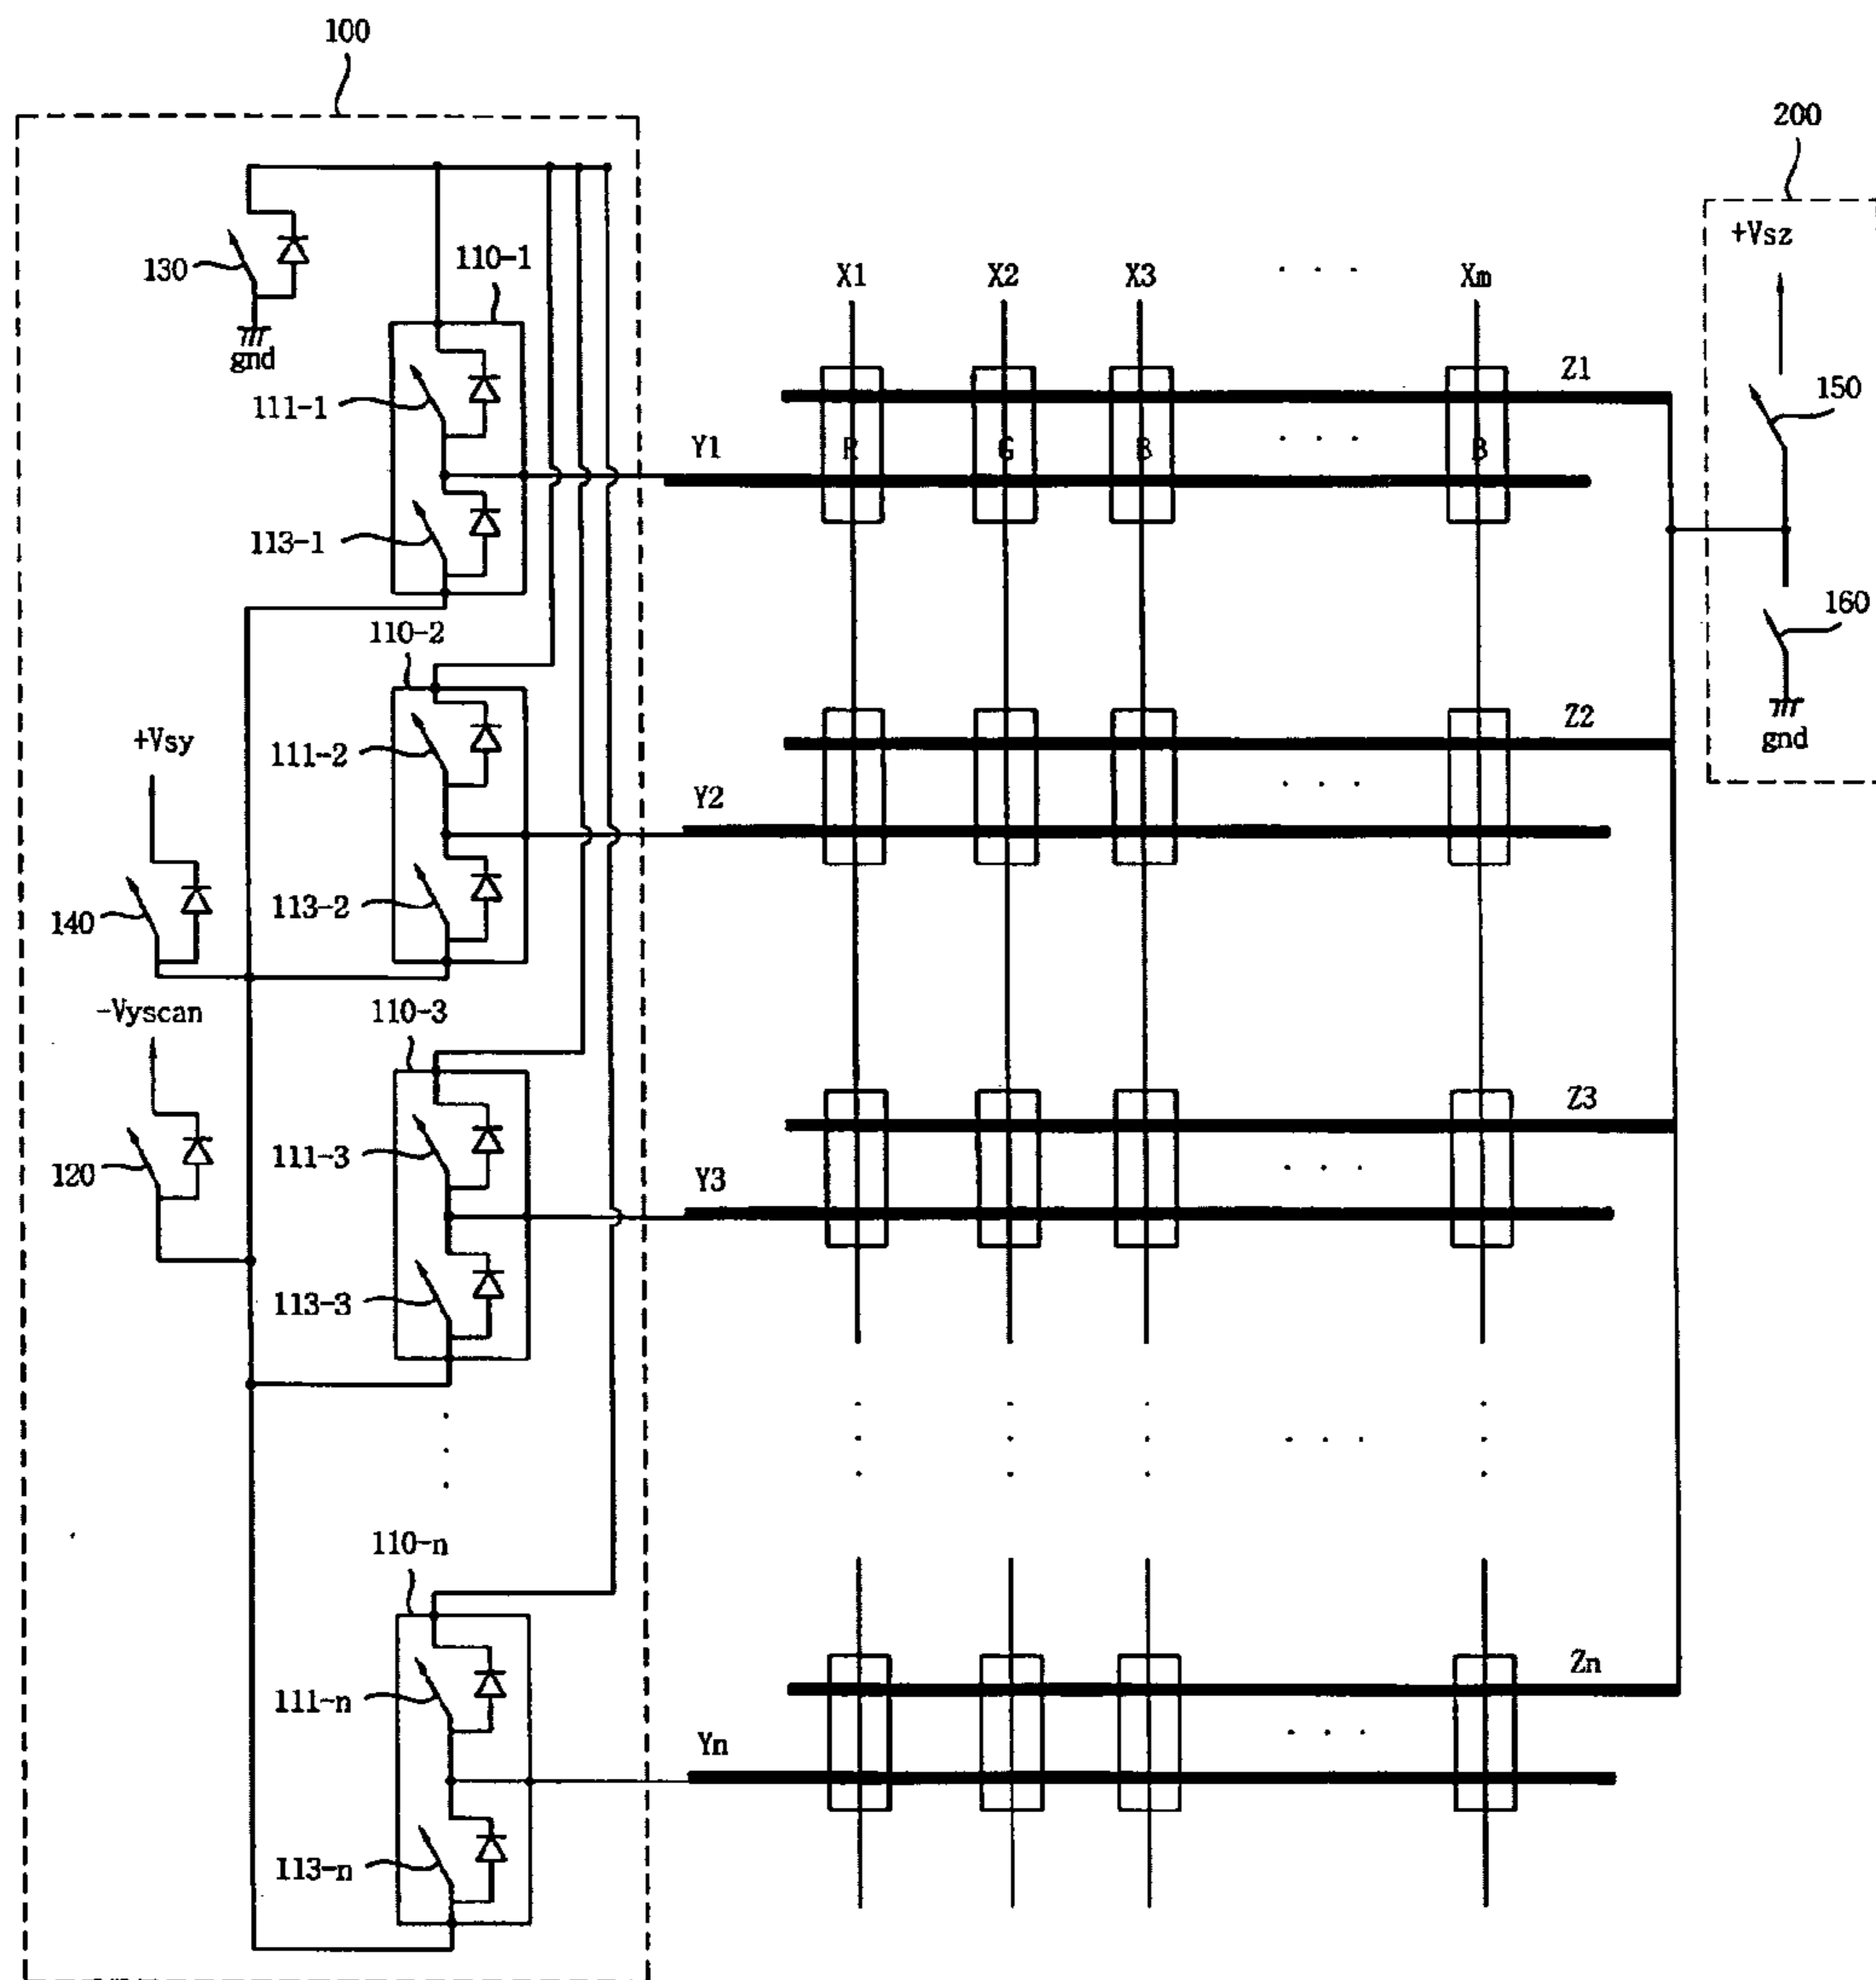 100
200
+Vsz
130
110-1
gnd
X1 X2 X3 . . . Xm
Z1
150
111-1
R G B . . . B
Y1
113-1
160
110-2
gnd
+Vsy
111-2
Z2
Y2
140
113-2
-Vyscan
110-3
Z3
120
111-3
Y3
113-3
110-n
Zn
111-n
Yn
113-n